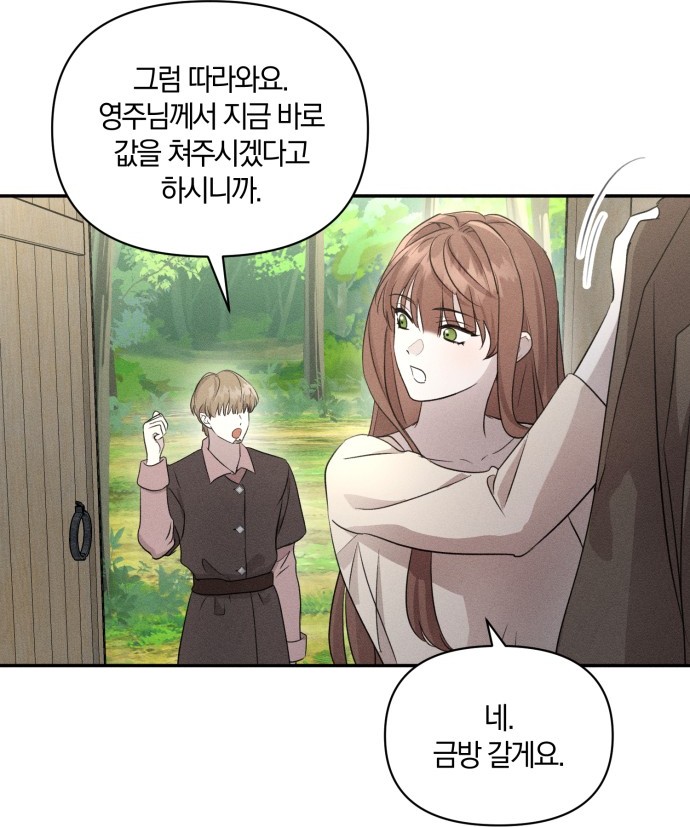 그럼 따라와요.
영주님께서 지금 바로
값을 쳐주시겠다고
하시니까.
네.
금방 갈게요.